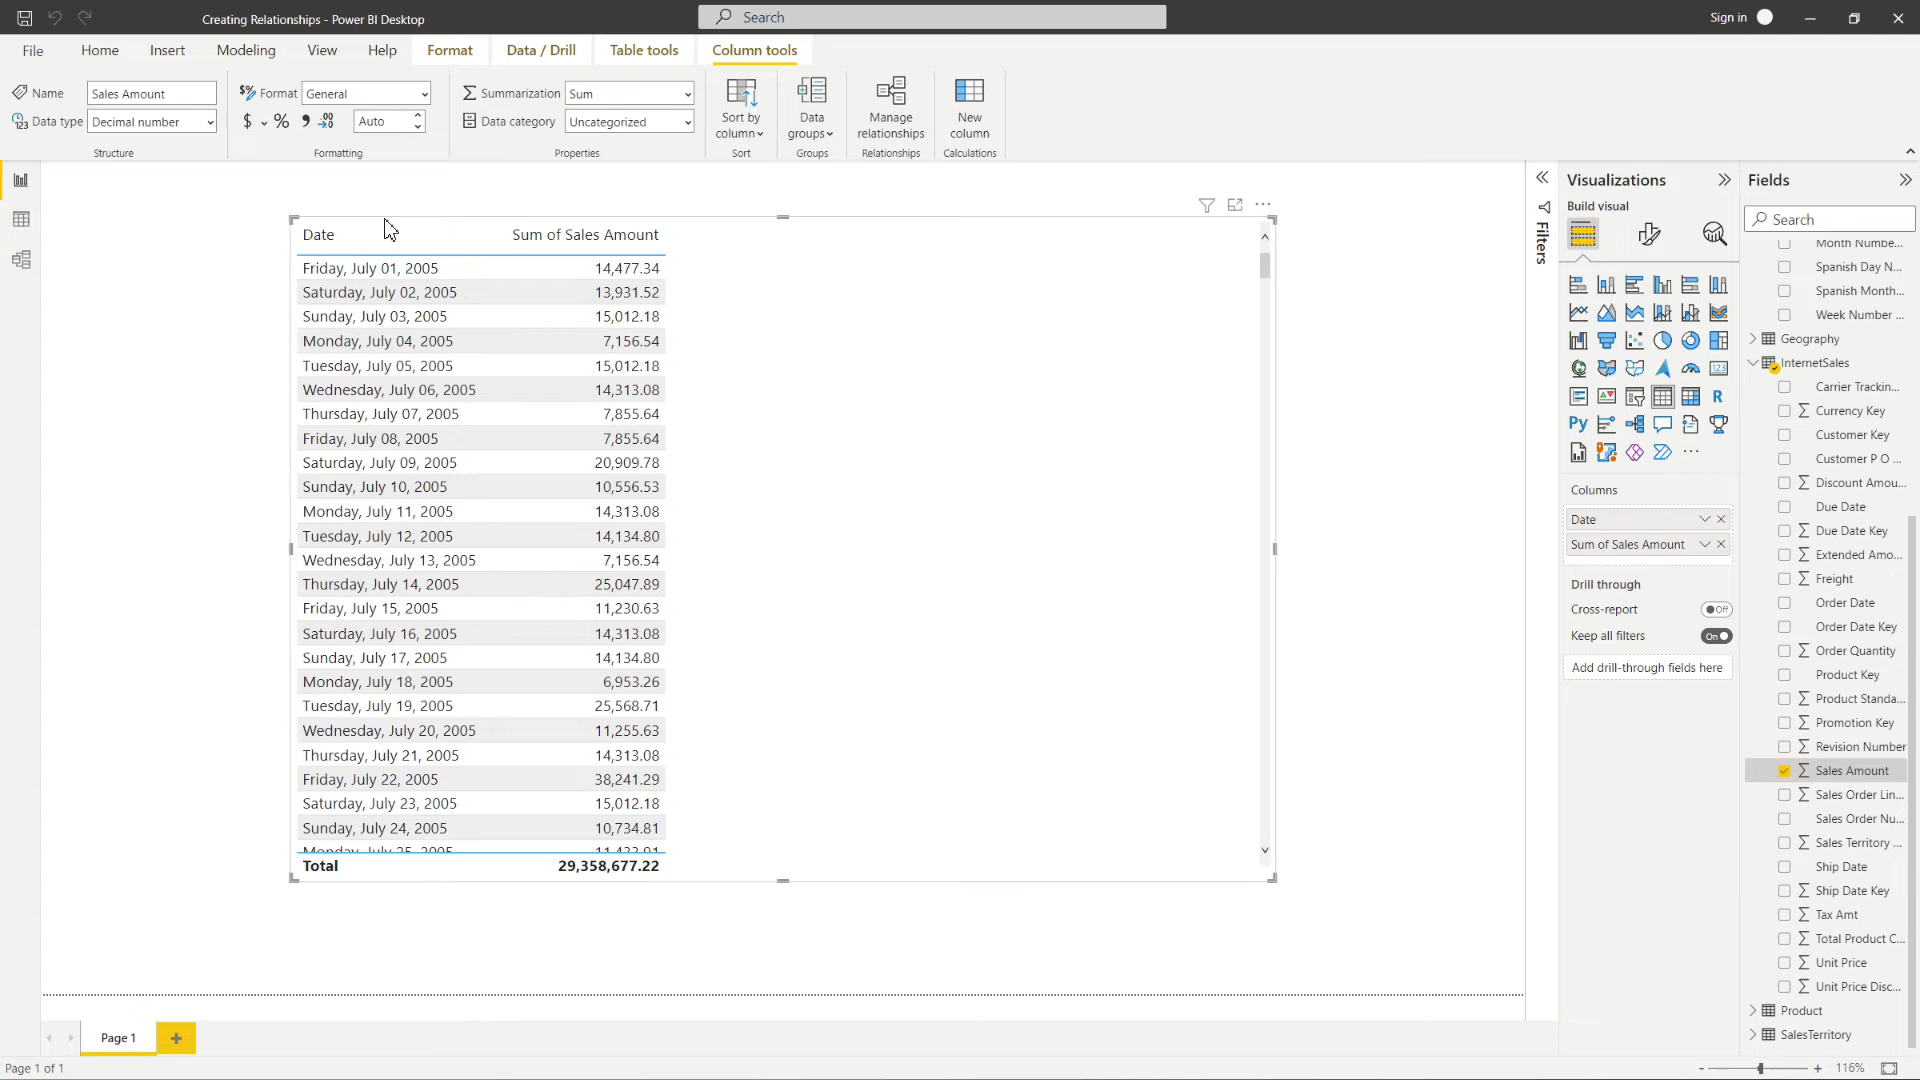 Creating Relationships - Power BI Desktop
Search
Sign in
File
Home
Insert
Modeling
View
Help
Format
Data / Drill
Table tools
Column tools
Name
Sales Amount
Data type
Decimal number
Structure
$% Format
General
$ % 9 .00
Auto
Formatting
Σ Summarization
Sum
Data category
Uncategorized
Properties
Sort by
column
Sort
Data
groups
Groups
Manage
relationships
Relationships
New
column
Calculations
Date Sum of Sales Amount
Friday, July 01, 2005 14,477.34
Saturday, July 02, 2005 13,931.52
Sunday, July 03, 2005 15,012.18
Monday, July 04, 2005 7,156.54
Tuesday, July 05, 2005 15,012.18
Wednesday, July 06, 2005 14,313.08
Thursday, July 07, 2005 7,855.64
Friday, July 08, 2005 7,855.64
Saturday, July 09, 2005 20,909.78
Sunday, July 10, 2005 10,556.53
Monday, July 11, 2005 14,313.08
Tuesday, July 12, 2005 14,134.80
Wednesday, July 13, 2005 7,156.54
Thursday, July 14, 2005 25,047.89
Friday, July 15, 2005 11,230.63
Saturday, July 16, 2005 14,313.08
Sunday, July 17, 2005 14,134.80
Monday, July 18, 2005 6,953.26
Tuesday, July 19, 2005 25,568.71
Wednesday, July 20, 2005 11,255.63
Thursday, July 21, 2005 14,313.08
Friday, July 22, 2005 38,241.29
Saturday, July 23, 2005 15,012.18
Sunday, July 24, 2005 10,734.81
Monday, July 25, 2005 11,433.91
Total 29,358,677.22
Page 1
Page 1 of 1
Filters
Visualizations
Build visual
123
R
Py
Columns
Date
Sum of Sales Amount
Drill through
Cross-report Off
Keep all filters On
Add drill-through fields here
Fields
Search
Month Numbe...
Spanish Day N...
Spanish Month...
Week Number ...
Geography
InternetSales
Carrier Trackin...
Σ Currency Key
Customer Key
Customer P O ...
Σ Discount Amou...
Due Date
Σ Due Date Key
Σ Extended Amo...
Σ Freight
Order Date
Order Date Key
Σ Order Quantity
Product Key
Σ Product Standa...
Σ Promotion Key
Σ Revision Number
Σ Sales Amount
Σ Sales Order Lin...
Sales Order Nu...
Σ Sales Territory ...
Ship Date
Σ Ship Date Key
Σ Tax Amt
Σ Total Product C...
Σ Unit Price
Σ Unit Price Disc...
Product
SalesTerritory
- + 116%